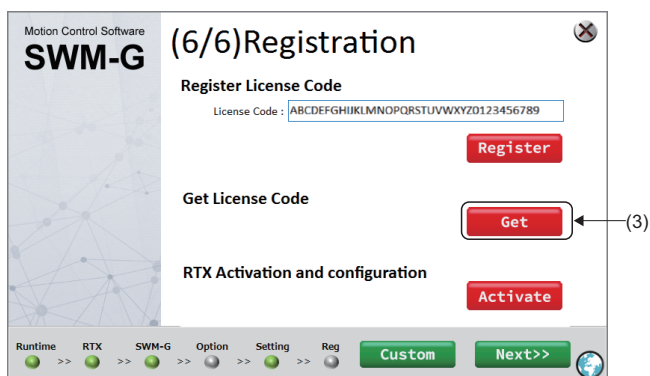 Motion Control Software
SWM-G
(6/6)Registration
Register License Code
License Code : ABCDEFGHIJKLMNOPQRSTUVWXYZ0123456789
Register
Get License Code
Get
(3)
RTX Activation and configuration
Activate
Runtime RTX SWM-G Option Setting Reg
>> >> >> >> >>
Custom
Next>>